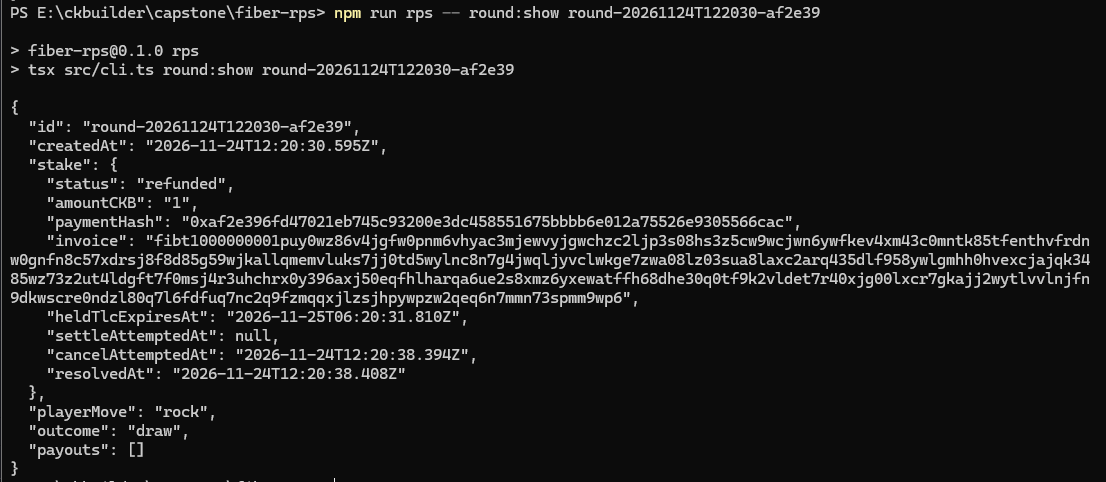 PS E:\ckbuilder\capstone\fiber-rps> npm run rps -- round:show round-20261124T122030-af2e39
> fiber-rps@0.1.0 rps
> tsx src/cli.ts round:show round-20261124T122030-af2e39
{
"id": "round-20261124T122030-af2e39",
"createdAt": "2026-11-24T12:20:30.595Z",
"stake": {
"status": "refunded",
"amountCKB": "1",
"paymentHash": "0xaf2e396fd47021eb745c93200e3dc458551675bbbb6e012a75526e9305566cac",
"invoice": "fibt1000000001puy0wz86v4jgfw0pnm6vhyac3mjewvyjgwchzc2ljp3s08hs3z5cw9wcjwn6ywfkev4xm43c0mntk85tfenthvfrdn
w0gnfn8c57xdrsj8f8d85g59wjkallqmemvluks7jj0td5wylnc8n7g4jwqljyvclwkge7zwa08lz03sua8laxc2arq435dlf958ywlgmhh0hvexcjajqk34
85wz73z2ut4ldgft7f0msj4r3uhchrx0y396axj50eqfhlharqa6ue2s8xmz6yxewatffh68dhe30q0tf9k2vldet7r40xjg00lxcr7gkajj2wytlvvlnjfn
9dkwscre0ndzl80q7l6fdfuq7nc2q9fzmqqxjlzsjhpywpzw2qeq6n7mmn73spmm9wp6",
"heldTlcExpiresAt": "2026-11-25T06:20:31.810Z",
"settleAttemptedAt": null,
"cancelAttemptedAt": "2026-11-24T12:20:38.394Z",
"resolvedAt": "2026-11-24T12:20:38.408Z"
},
"playerMove": "rock",
"outcome": "draw",
"payouts": []
}